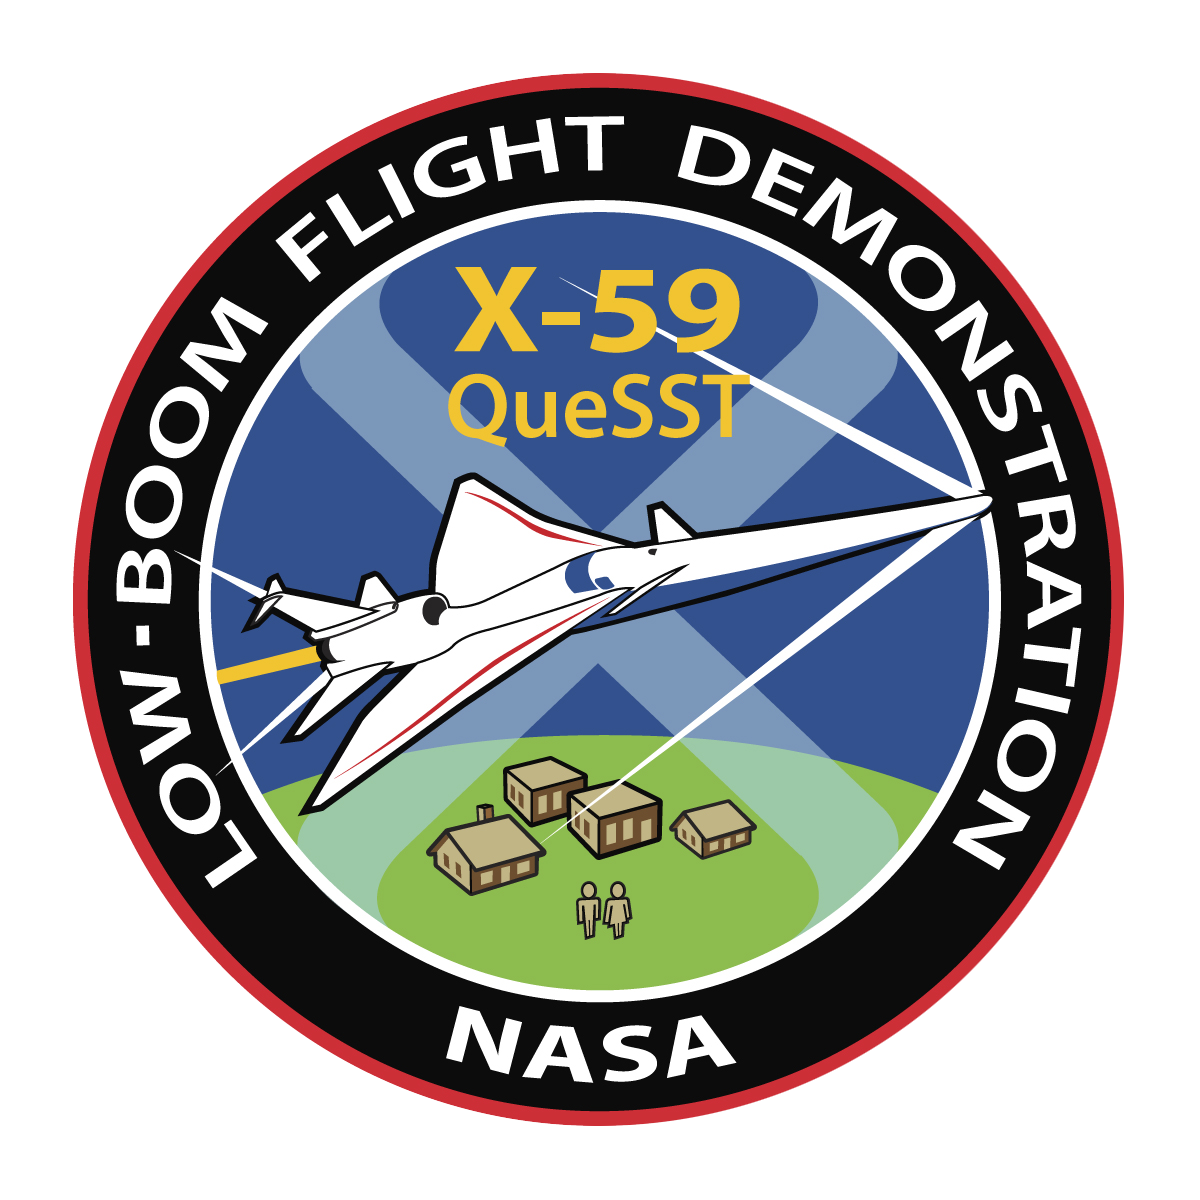 LOW-BOOM FLIGHT DEMONSTRATION
X-59
QueSST
NASA